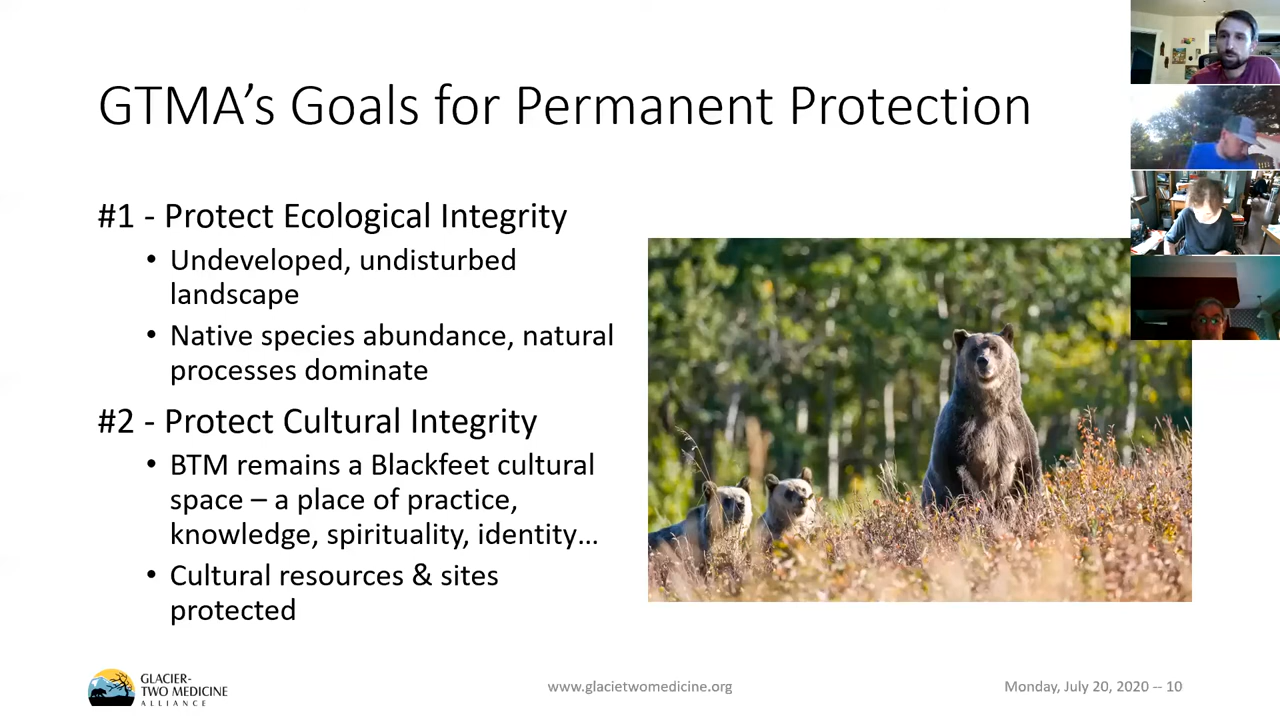 GTMA’s Goals for Permanent Protection
#1 - Protect Ecological Integrity
• Undeveloped, undisturbed
landscape
• Native species abundance, natural
processes dominate
#2 - Protect Cultural Integrity
• BTM remains a Blackfeet cultural
space – a place of practice,
knowledge, spirituality, identity…
• Cultural resources & sites
protected
GLACIER-
TWO MEDICINE
ALLIANCE
www.glacietwomedicine.org
Monday, July 20, 2020 -- 10